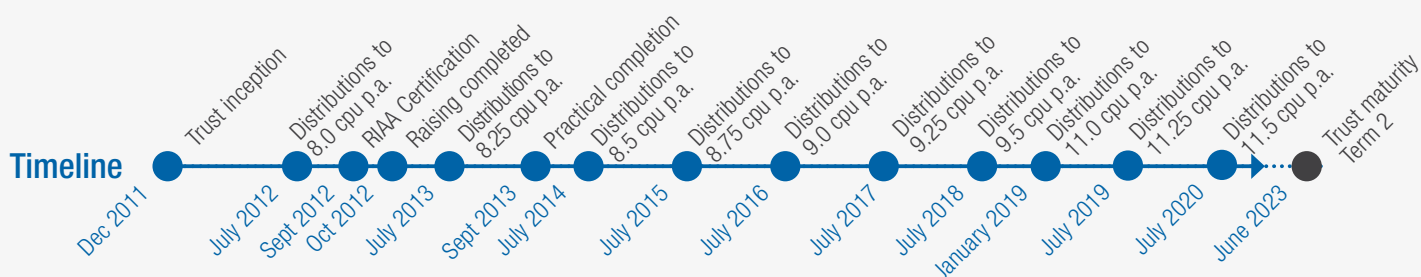 Timeline
Dec 2011
Trust inception
July 2012
Distributions to
8.0 cpu p.a.
Sept 2012
RIAA Certification
Oct 2012
Raising completed
July 2013
Distributions to
8.25 cpu p.a.
Sept 2013
Practical completion
July 2014
Distributions to
8.5 cpu p.a.
July 2015
Distributions to
8.75 cpu p.a.
July 2016
Distributions to
9.0 cpu p.a.
July 2017
Distributions to
9.25 cpu p.a.
July 2018
Distributions to
9.5 cpu p.a.
January 2019
Distributions to
11.0 cpu p.a.
July 2019
Distributions to
11.25 cpu p.a.
July 2020
Distributions to
11.5 cpu p.a.
June 2023
Trust maturity
Term 2